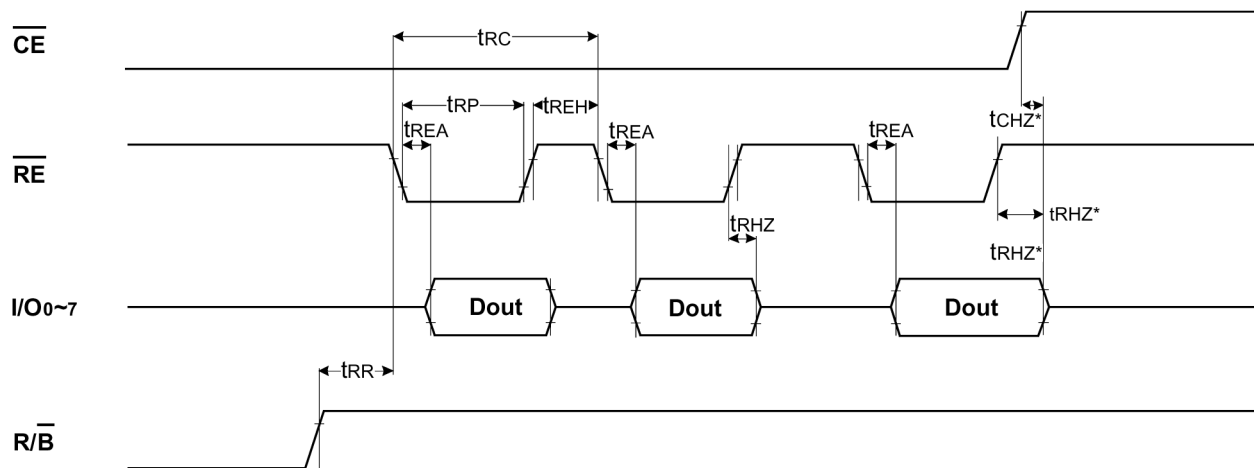 CE
tRC
tRP
tREH
tREA
tREA
tREA
tCHZ*
RE
tRHZ
tRHZ*
tRHZ*
I/O0~7
Dout
Dout
Dout
tRR
R/B